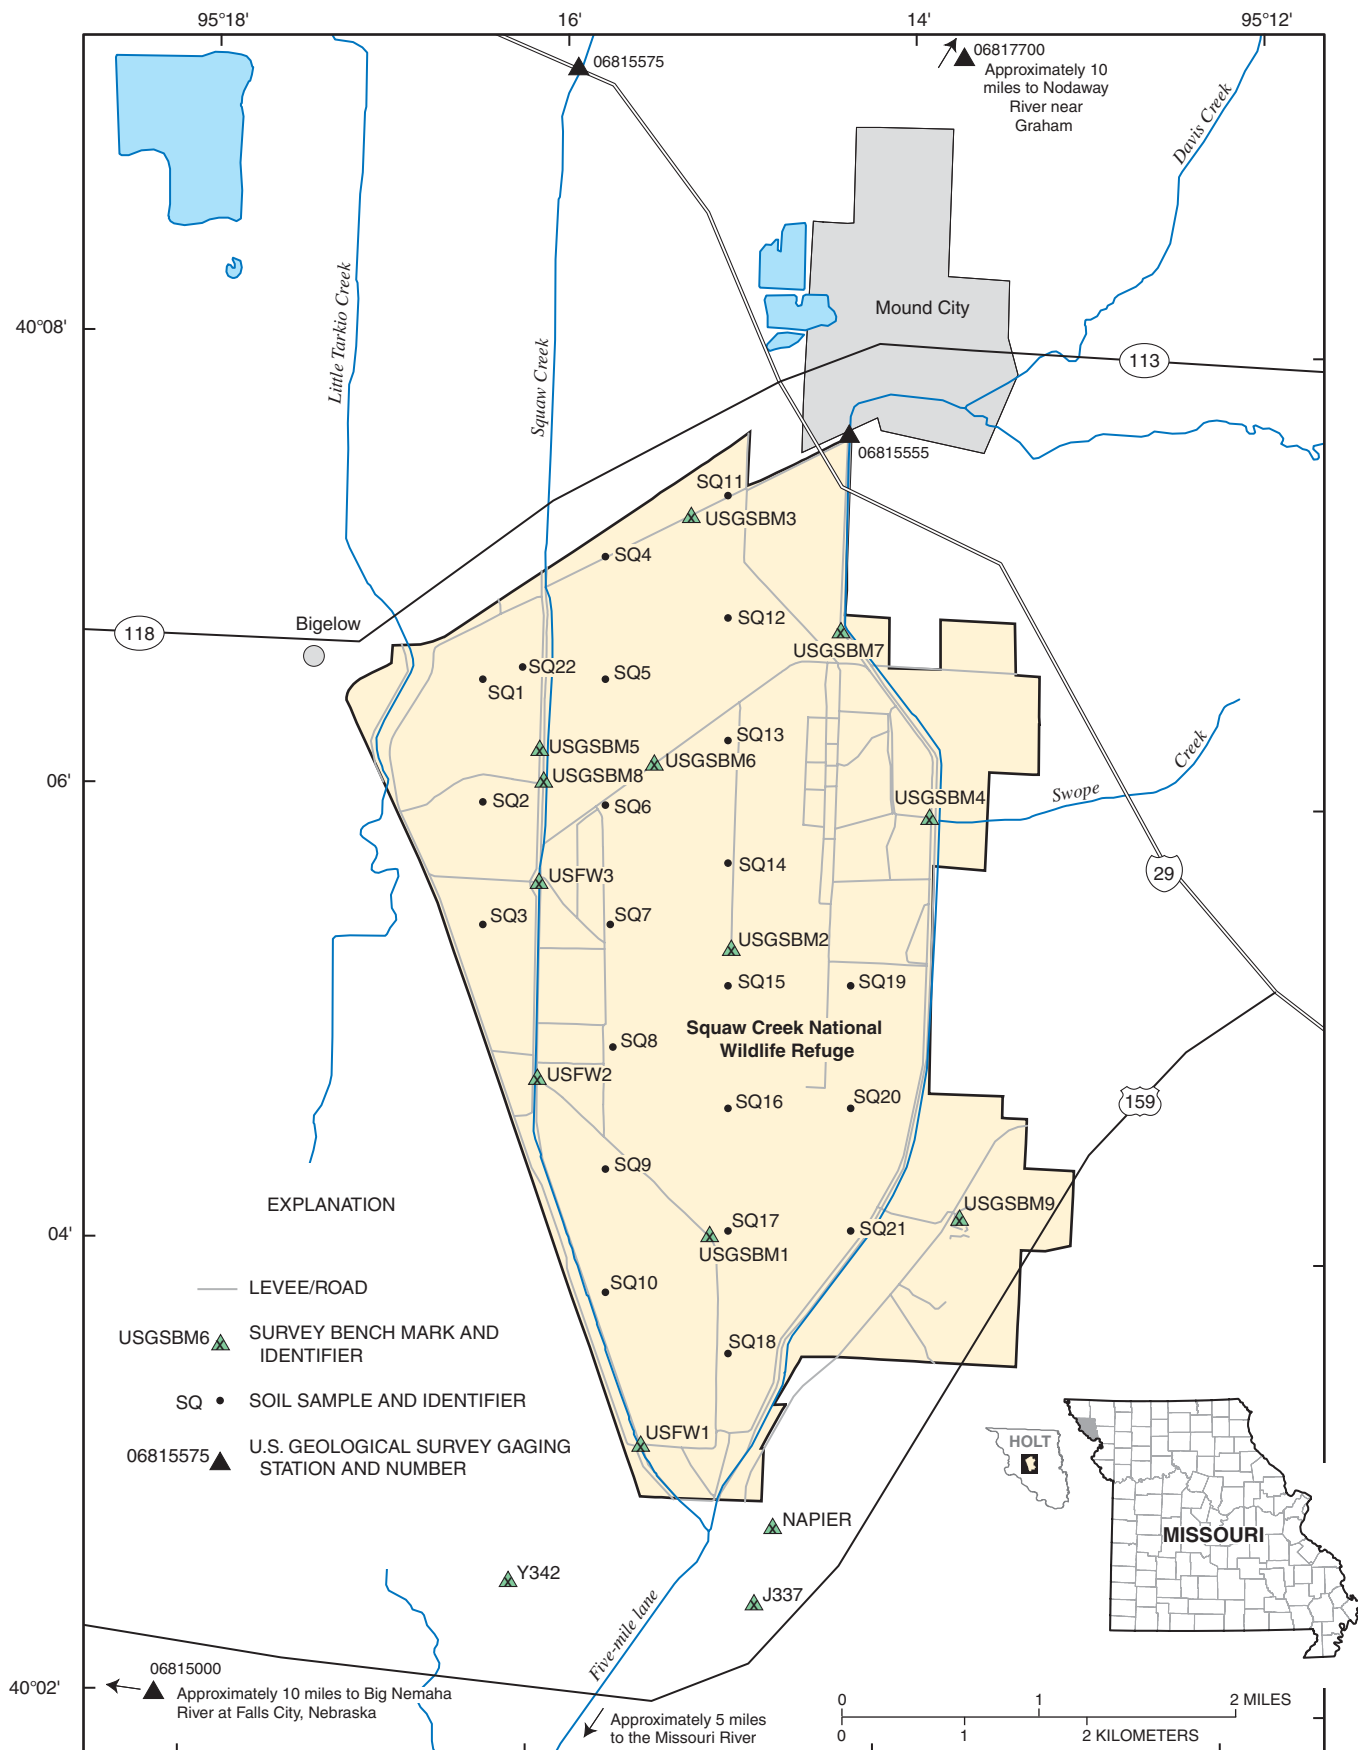 95°18'
16'
14'
95°12'
06815575
06817700
Approximately 10
miles to Nodaway
River near
Graham
Davis Creek
Little Tarkio Creek
Squaw Creek
40°08'
Mound City
113
06815555
SQ11
USGSBM3
SQ4
SQ12
118
Bigelow
USGSBM7
SQ22
SQ5
SQ1
SQ13
USGSBM5
USGSBM6
06'
USGSBM8
SQ2
SQ6
USGSBM4
Swope
Creek
SQ14
USFW3
29
SQ3
SQ7
USGSBM2
SQ15
SQ19
Squaw Creek National
Wildlife Refuge
SQ8
USFW2
SQ16
SQ20
159
SQ9
EXPLANATION
USGSBM9
04'
SQ17
SQ21
USGSBM1
SQ10
LEVEE/ROAD
USGSBM6
SURVEY BENCH MARK AND
IDENTIFIER
SQ18
SQ
SOIL SAMPLE AND IDENTIFIER
USFW1
06815575
U.S. GEOLOGICAL SURVEY GAGING
STATION AND NUMBER
HOLT
MISSOURI
NAPIER
Y342
J337
Five-mile lane
06815000
40°02'
Approximately 10 miles to Big Nemaha
River at Falls City, Nebraska
Approximately 5 miles
to the Missouri River
0
1
2 MILES
0
1
2 KILOMETERS